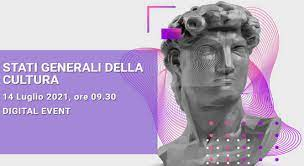 STATI GENERALI DELLA
CULTURA
14 Luglio 2021, ore 09.30
DIGITAL EVENT